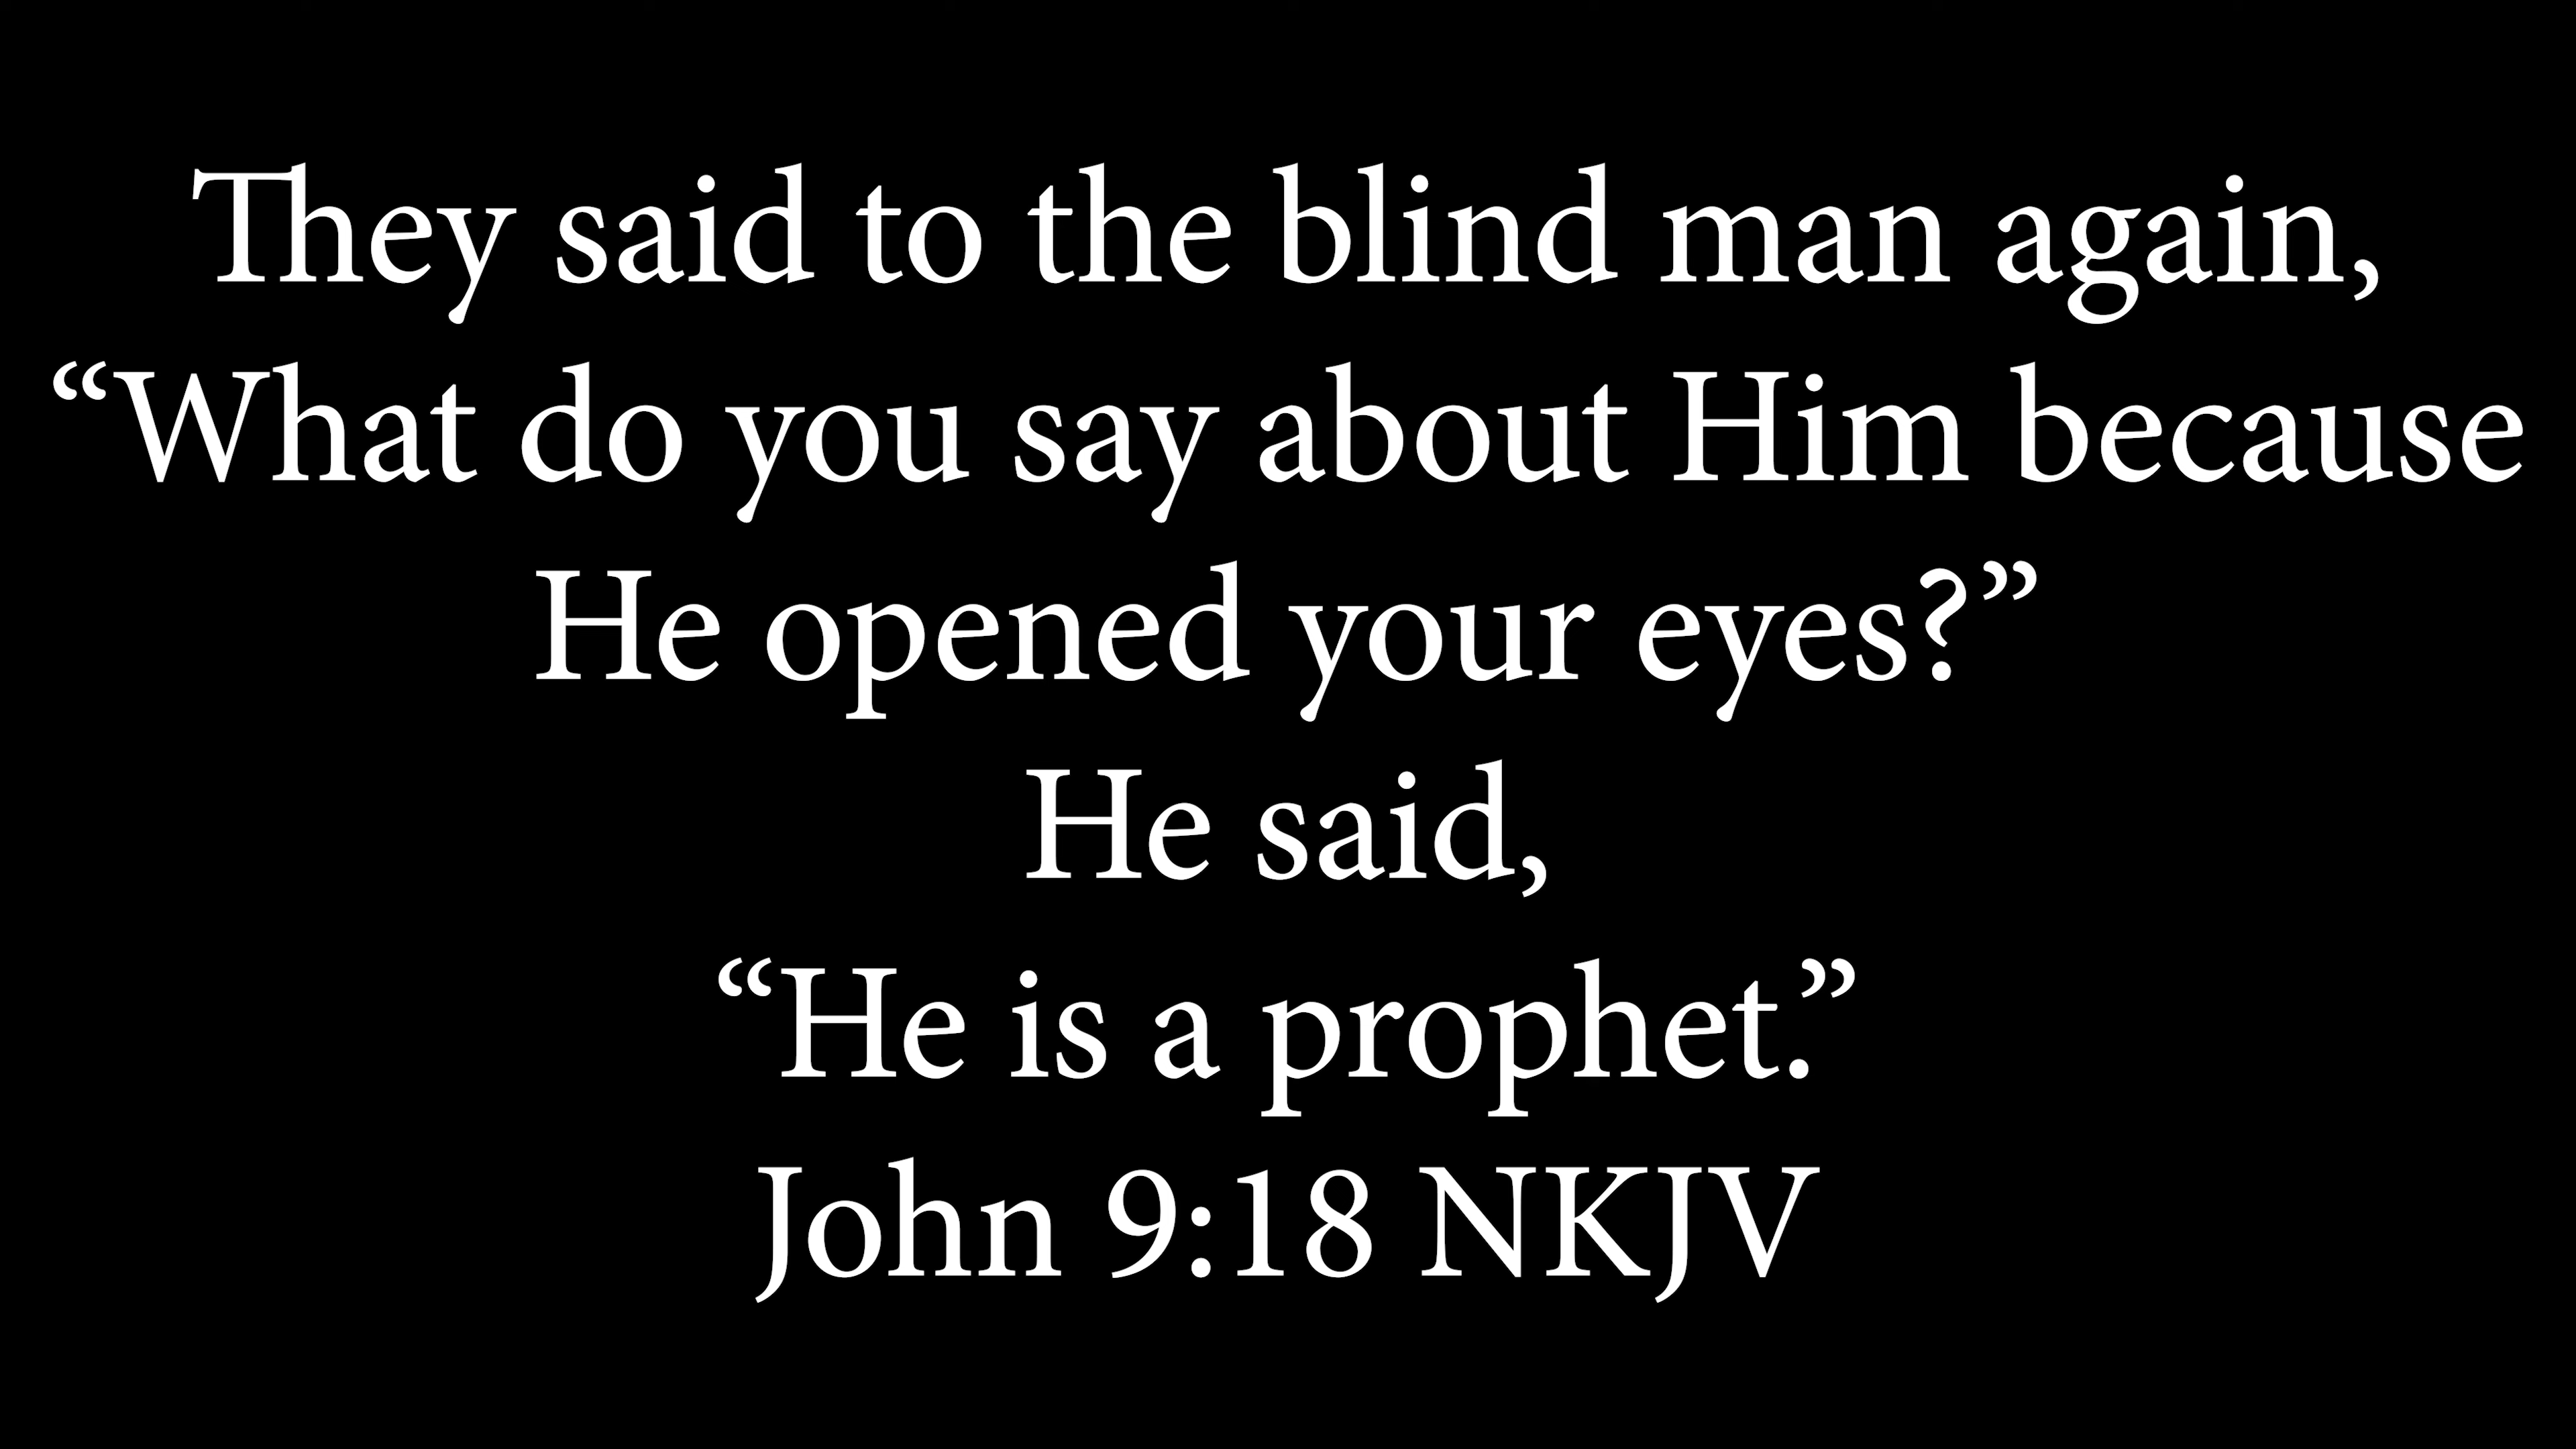 They said to the blind man again,
“What do you say about Him because
He opened your eyes?”
He said,
“He is a prophet.”
John 9:18 NKJV